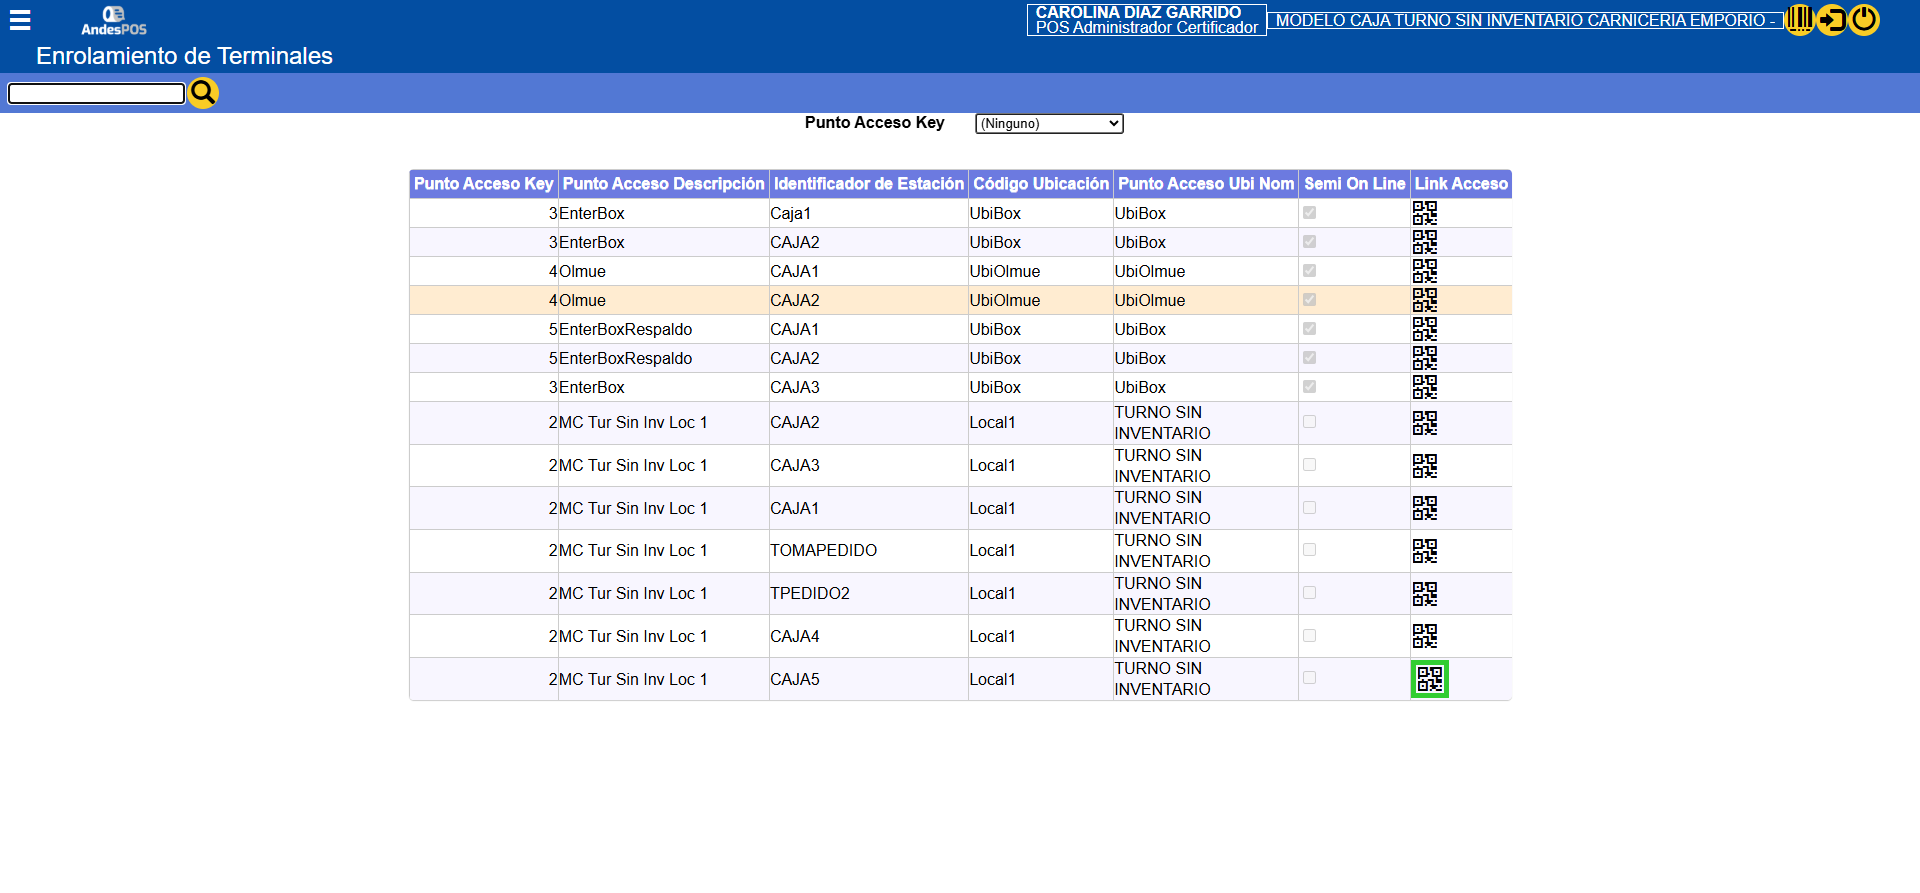 AndesPOS
CAROLINA DIAZ GARRIDO
POS Administrador Certificador
MODELO CAJA TURNO SIN INVENTARIO CARNICERIA EMPORIO -
Enrolamiento de Terminales
Punto Acceso Key (Ninguno)
Punto Acceso Key Punto Acceso Descripción Identificador de Estación Código Ubicación Punto Acceso Ubi Nom Semi On Line Link Acceso
3 EnterBox Caja1 UbiBox UbiBox
3 EnterBox CAJA2 UbiBox UbiBox
4 Olmue CAJA1 UbiOlmue UbiOlmue
4 Olmue CAJA2 UbiOlmue UbiOlmue
5 EnterBoxRespaldo CAJA1 UbiBox UbiBox
5 EnterBoxRespaldo CAJA2 UbiBox UbiBox
3 EnterBox CAJA3 UbiBox UbiBox
2 MC Tur Sin Inv Loc 1 CAJA2 Local1 TURNO SIN
INVENTARIO
2 MC Tur Sin Inv Loc 1 CAJA3 Local1 TURNO SIN
INVENTARIO
2 MC Tur Sin Inv Loc 1 CAJA1 Local1 TURNO SIN
INVENTARIO
2 MC Tur Sin Inv Loc 1 TOMAPEDIDO Local1 TURNO SIN
INVENTARIO
2 MC Tur Sin Inv Loc 1 TPEDIDO2 Local1 TURNO SIN
INVENTARIO
2 MC Tur Sin Inv Loc 1 CAJA4 Local1 TURNO SIN
INVENTARIO
2 MC Tur Sin Inv Loc 1 CAJA5 Local1 TURNO SIN
INVENTARIO